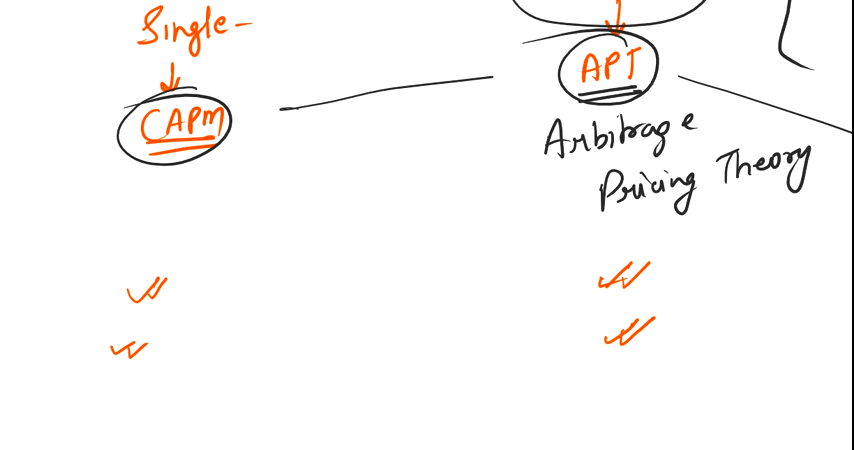 Single-
CAPM
APT
Arbitrage
Pricing Theory